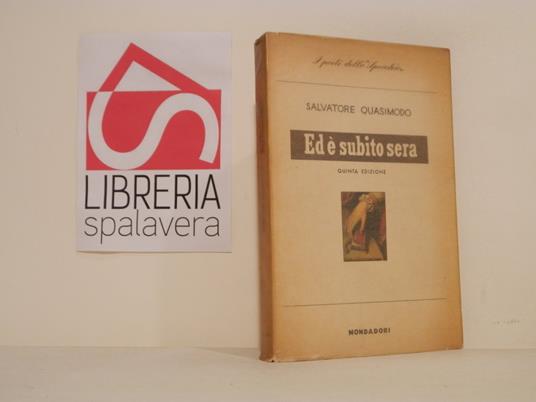 LIBRERIA
spalavera
I poeti dello "Specchio"
SALVATORE QUASIMODO
Ed è subito sera
QUINTA EDIZIONE
MONDADORI